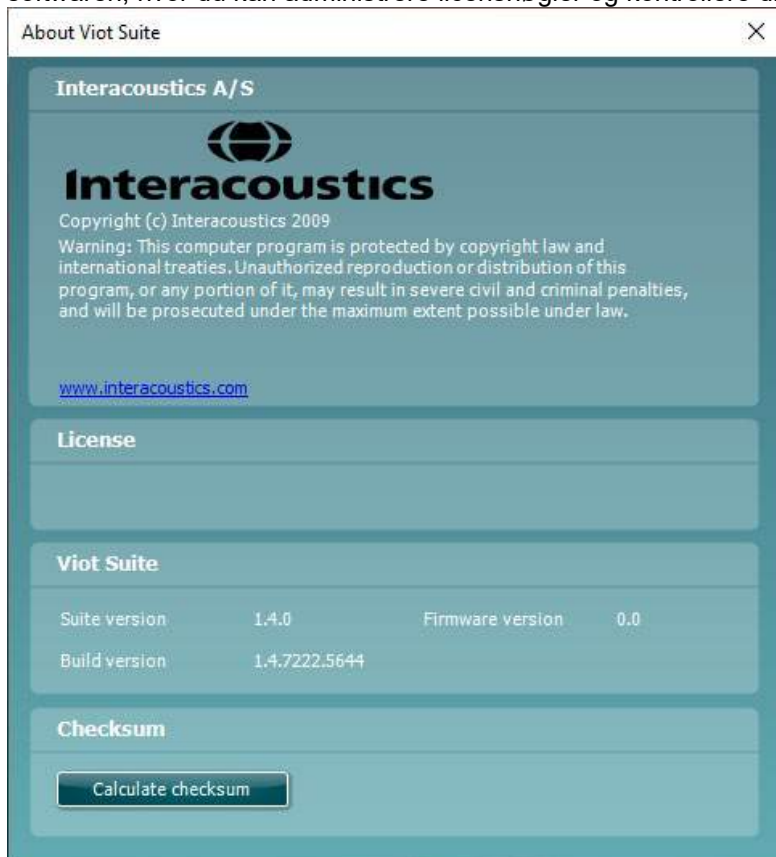 About Viot Suite
Interacoustics A/S
Interacoustics
Copyright (c) Interacoustics 2009
Warning: This computer program is protected by copyright law and
international treaties. Unauthorized reproduction or distribution of this
program, or any portion of it, may result in severe civil and criminal penalties,
and will be prosecuted under the maximum extent possible under law.
www.interacoustics.com
License
Viot Suite
Suite version 1.4.0 Firmware version 0.0
Build version 1.4.7222.5644
Checksum
Calculate checksum